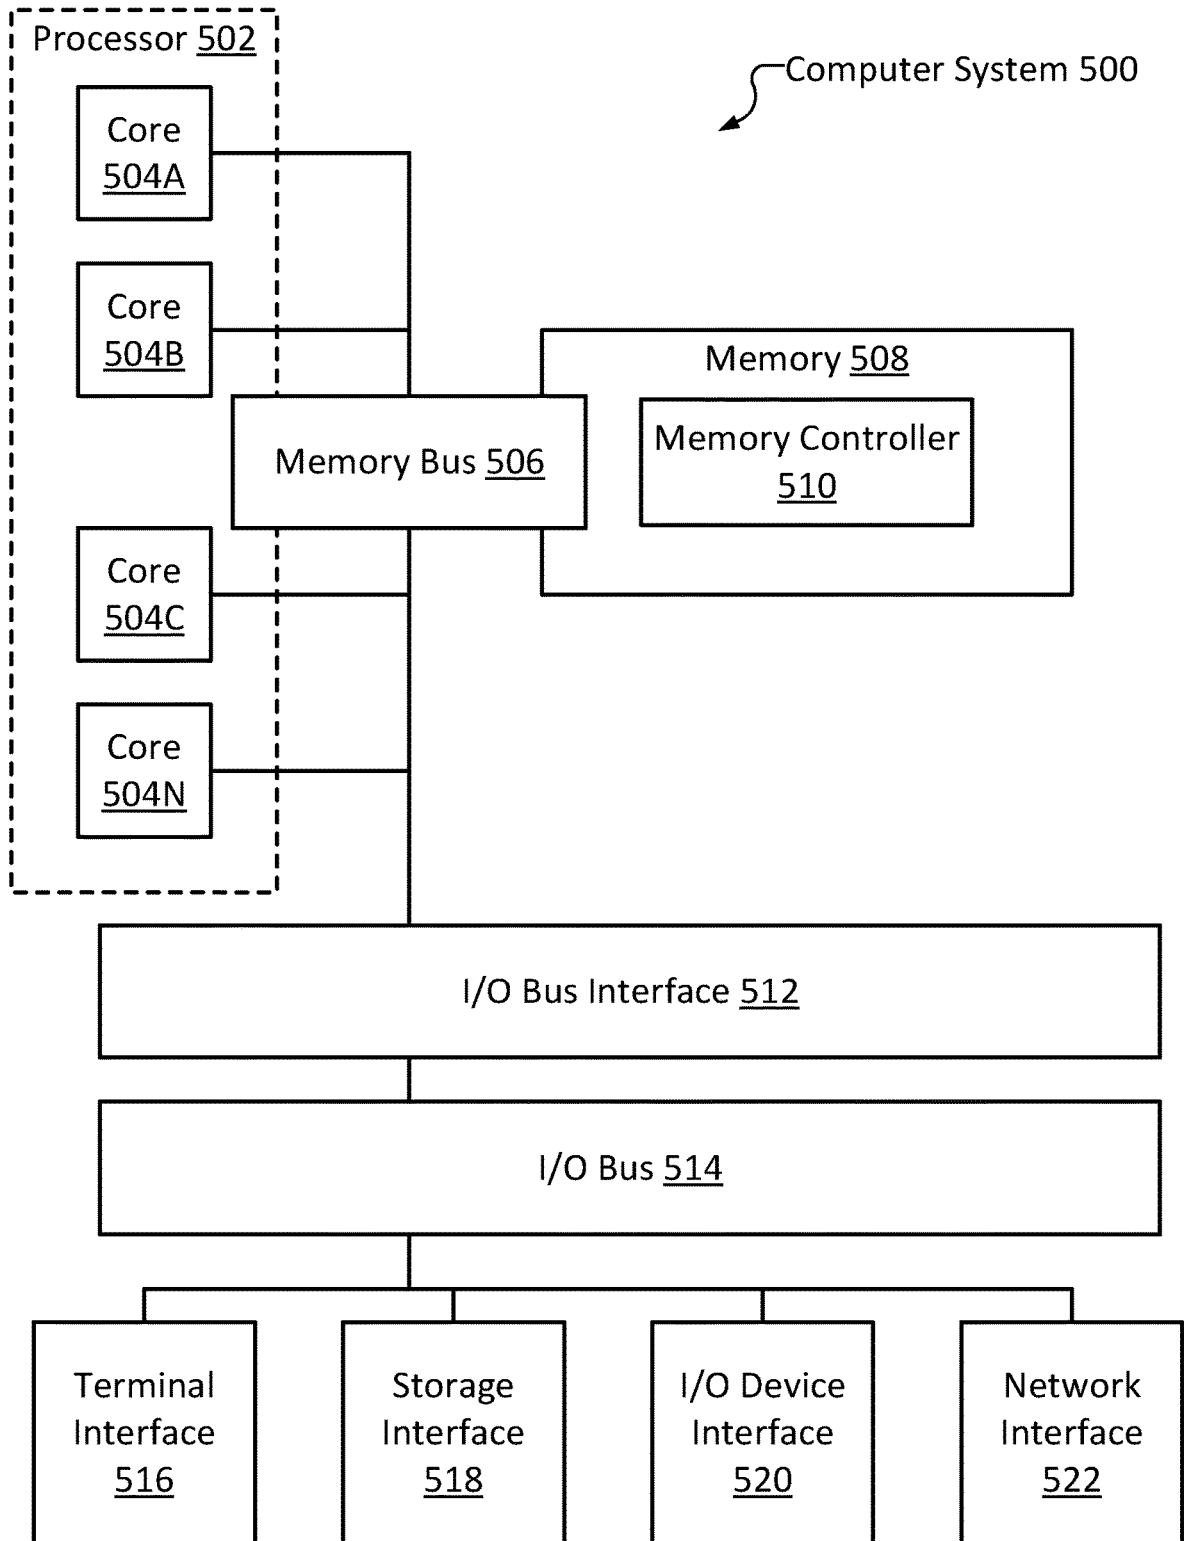 Processor 502
Computer System 500
Core
504A
Core
504B
Memory 508
Memory Controller
510
Memory Bus 506
Core
504C
Core
504N
I/O Bus Interface 512
I/O Bus 514
Terminal
Interface
516
Storage
Interface
518
I/O Device
Interface
520
Network
Interface
522